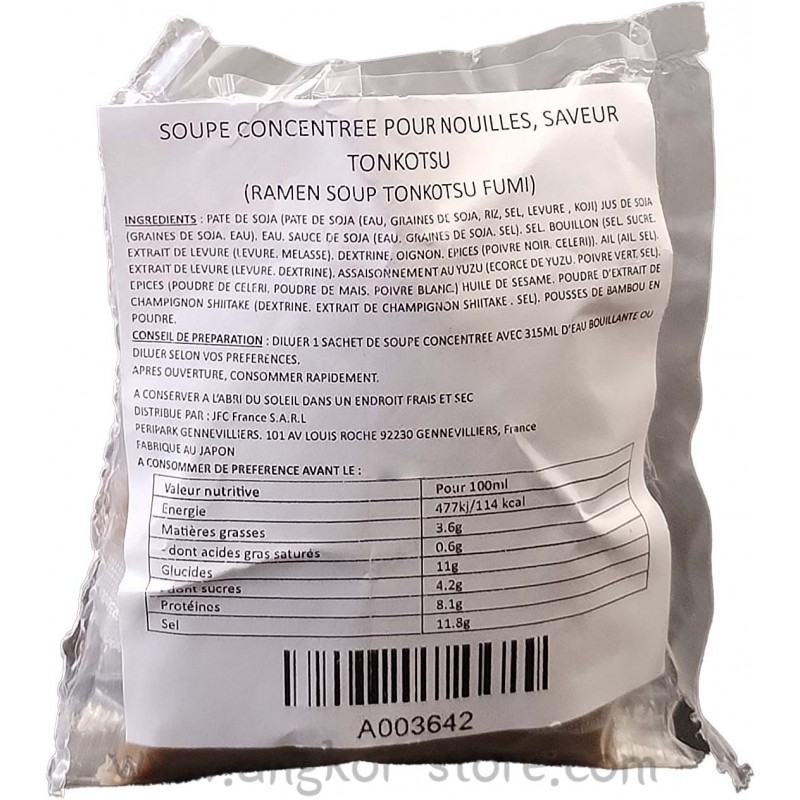 SOUPE CONCENTREE POUR NOUILLES, SAVEUR
TONKOTSU
(RAMEN SOUP TONKOTSU FUMI)
INGREDIENTS : PATE DE SOJA (PATE DE SOJA (EAU, GRAINES DE SOJA, RIZ, SEL, LEVURE , KOJI) JUS DE SOJA
(GRAINES DE SOJA. EAU). EAU. SAUCE DE SOJA (EAU. GRAINES DE SOJA. SEL). SEL. BOUILLON (SEL. SUCRE.
EXTRAIT DE LEVURE (LEVURE. MELASSE). DEXTRINE. OIGNON. EPICES (POIVRE NOIR. CELERI)). AIL (AIL. SEL).
EXTRAIT DE LEVURE (LEVURE. DEXTRINE). ASSAISONNEMENT AU YUZU (ECORCE DE YUZU. POIVRE VERT. SEL).
EPICES (POUDRE DE CELERI. POUDRE DE MAIS. POIVRE BLANC.) HUILE DE SESAME. POUDRE D'EXTRAIT DE
CHAMPIGNON SHIITAKE (DEXTRINE. EXTRAIT DE CHAMPIGNON SHIITAKE . SEL). POUSSES DE BAMBOU EN
POUDRE.
CONSEIL DE PREPARATION : DILUER 1 SACHET DE SOUPE CONCENTREE AVEC 315ML D'EAU BOUILLANTE OU
DILUER SELON VOS PREFERENCES.
APRES OUVERTURE, CONSOMMER RAPIDEMENT.
A CONSERVER A L'ABRI DU SOLEIL DANS UN ENDROIT FRAIS ET SEC
DISTRIBUE PAR : JFC France S.A.R.L
PERIPARK GENNEVILLIERS. 101 AV LOUIS ROCHE 92230 GENNEVILLIERS, France
FABRIQUE AU JAPON
A CONSOMMER DE PREFERENCE AVANT LE :
Valeur nutritive Pour 100ml
Energie 477kj/114 kcal
Matières grasses 3.6g
- dont acides gras saturés 0.6g
Glucides 11g
- dont sucres 4.2g
Protéines 8.1g
Sel 11.8g
A003642
www.angkor-store.com